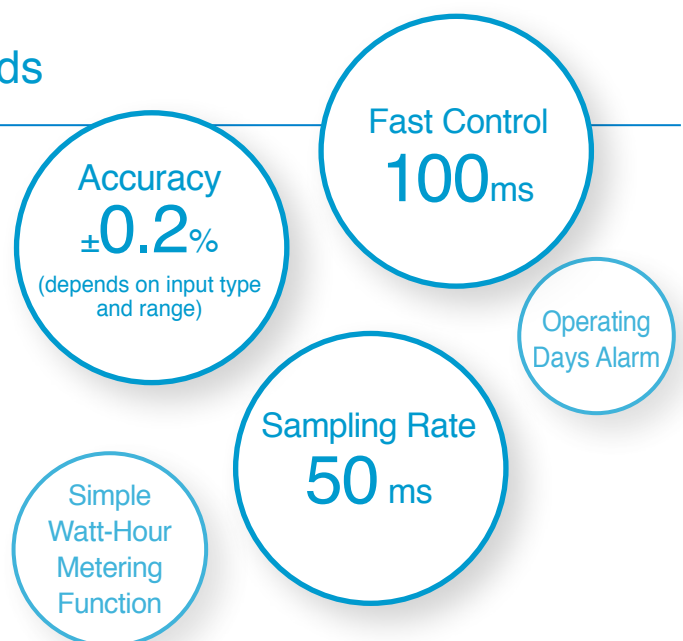 Fast Control
100ms
Accuracy
±0.2%
(depends on input type
and range)
Operating
Days Alarm
Sampling Rate
50 ms
Simple
Watt-Hour
Metering
Function